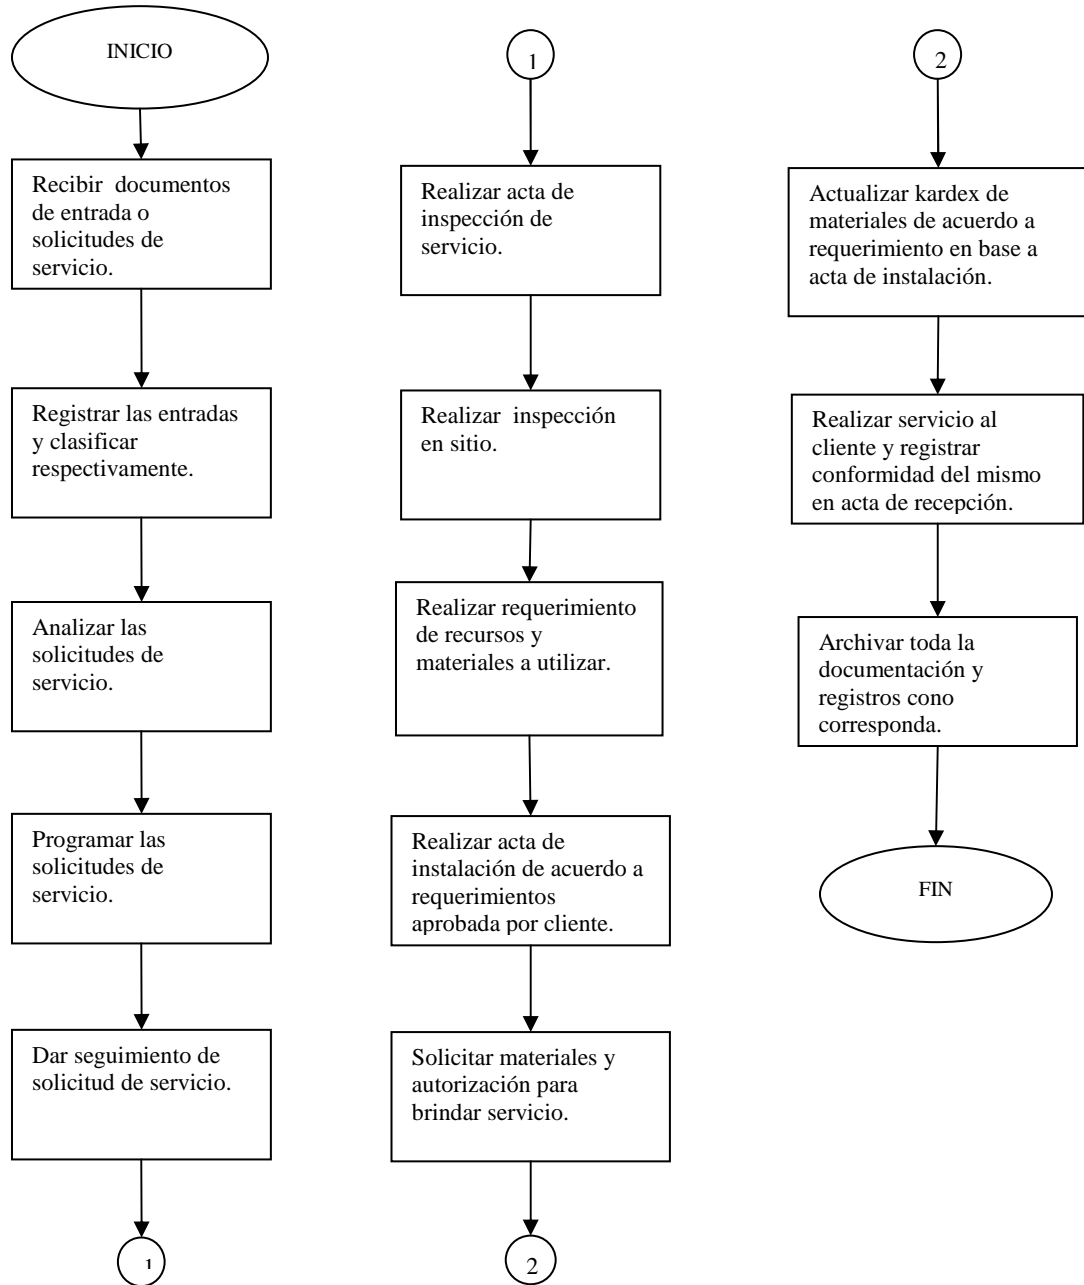 INICIO
Recibir documentos
de entrada o
solicitudes de
servicio.
Registrar las entradas
y clasificar
respectivamente.
Analizar las
solicitudes de
servicio.
Programar las
solicitudes de
servicio.
Dar seguimiento de
solicitud de servicio.
1
1
Realizar acta de
inspección de
servicio.
Realizar inspección
en sitio.
Realizar requerimiento
de recursos y
materiales a utilizar.
Realizar acta de
instalación de acuerdo a
requerimientos
aprobada por cliente.
Solicitar materiales y
autorización para
brindar servicio.
2
2
Actualizar kardex de
materiales de acuerdo a
requerimiento en base a
acta de instalación.
Realizar servicio al
cliente y registrar
conformidad del mismo
en acta de recepción.
Archivar toda la
documentación y
registros cono
corresponda.
FIN